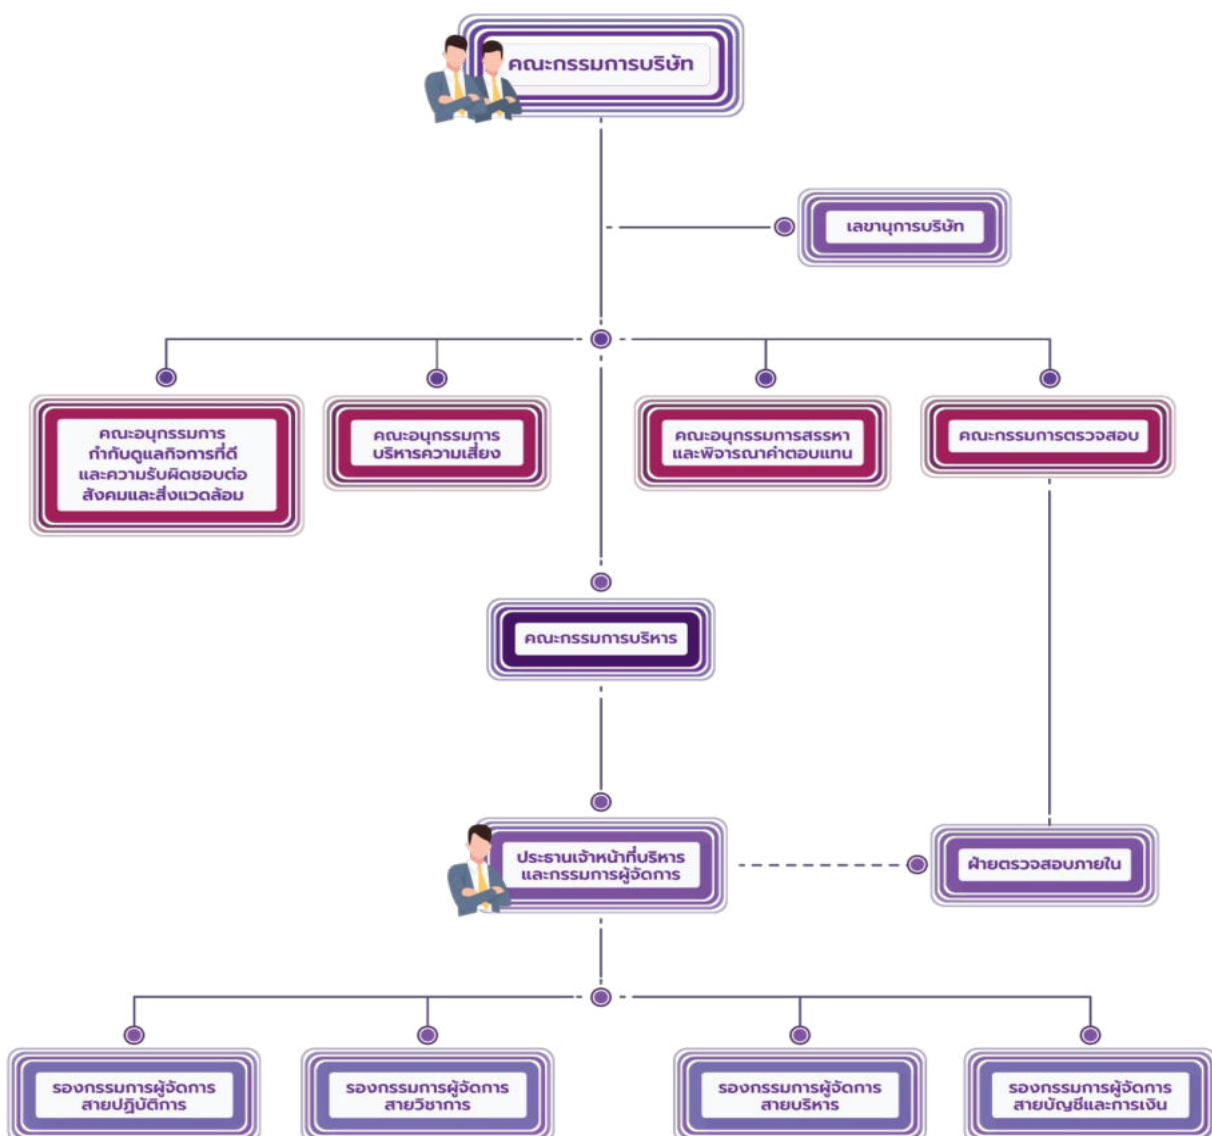 คณะกรรมการบริษัท
เลขานุการบริษัท
คณะอนุกรรมการ
กำกับดูแลกิจการที่ดี
และความรับผิดชอบต่อ
สังคมและสิ่งแวดล้อม
คณะอนุกรรมการ
บริหารความเสี่ยง
คณะอนุกรรมการสรรหา
และพิจารณาค่าตอบแทน
คณะกรรมการตรวจสอบ
คณะกรรมการบริหาร
ประธานเจ้าหน้าที่บริหาร
และกรรมการผู้จัดการ
ฝ่ายตรวจสอบภายใน
รองกรรมการผู้จัดการ
สายปฏิบัติการ
รองกรรมการผู้จัดการ
สายวิชาการ
รองกรรมการผู้จัดการ
สายบริหาร
รองกรรมการผู้จัดการ
สายบัญชีและการเงิน